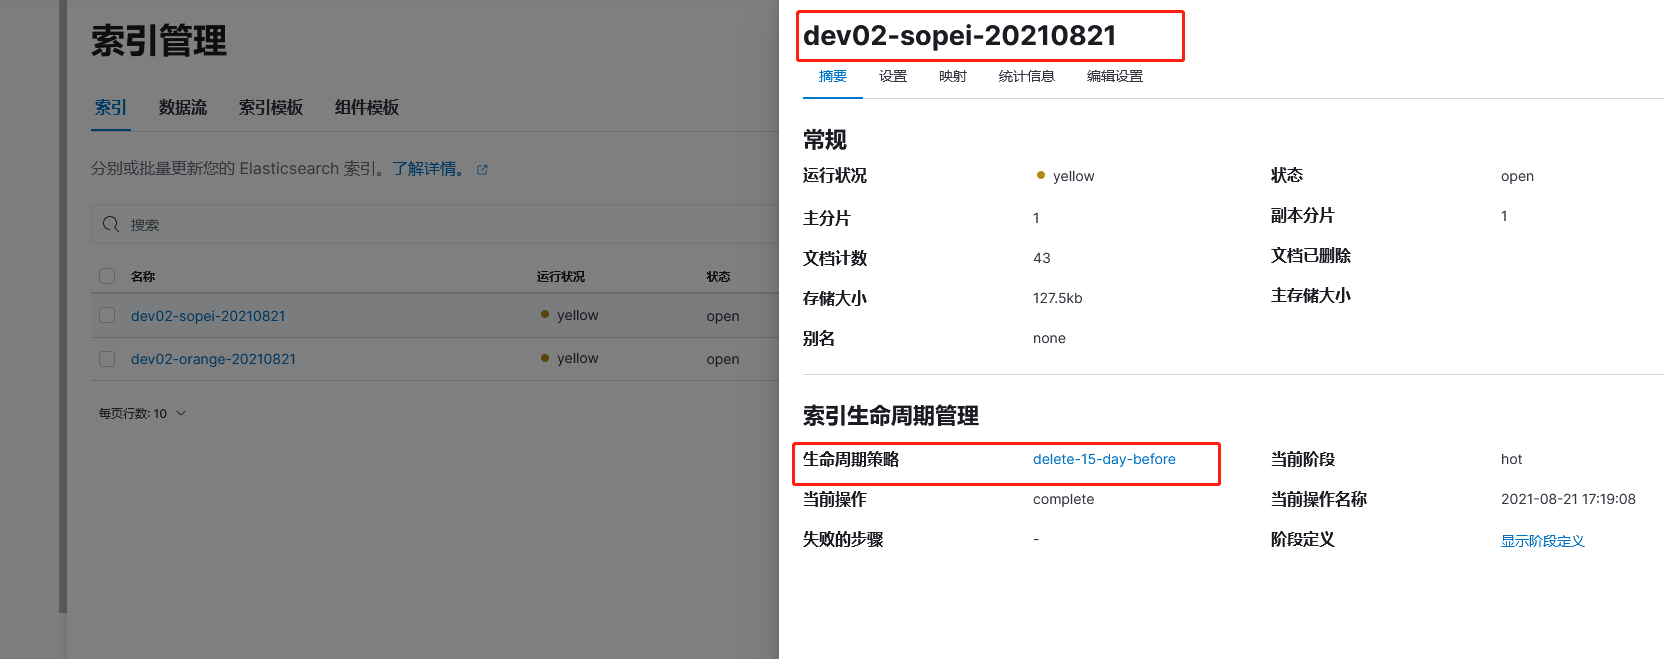 索引管理
索引 数据流 索引模板 组件模板
分别或批量更新您的 Elasticsearch 索引。了解详情。
搜索
名称 运行状况 状态
dev02-sopei-20210821 yellow open
dev02-orange-20210821 yellow open
每页行数: 10
dev02-sopei-20210821
摘要 设置 映射 统计信息 编辑设置
常规
运行状况 yellow 状态 open
主分片 1 副本分片 1
文档计数 43 文档已删除
存储大小 127.5kb 主存储大小
别名 none
索引生命周期管理
生命周期策略 delete-15-day-before 当前阶段 hot
当前操作 complete 当前操作名称 2021-08-21 17:19:08
失败的步骤 - 阶段定义 显示阶段定义